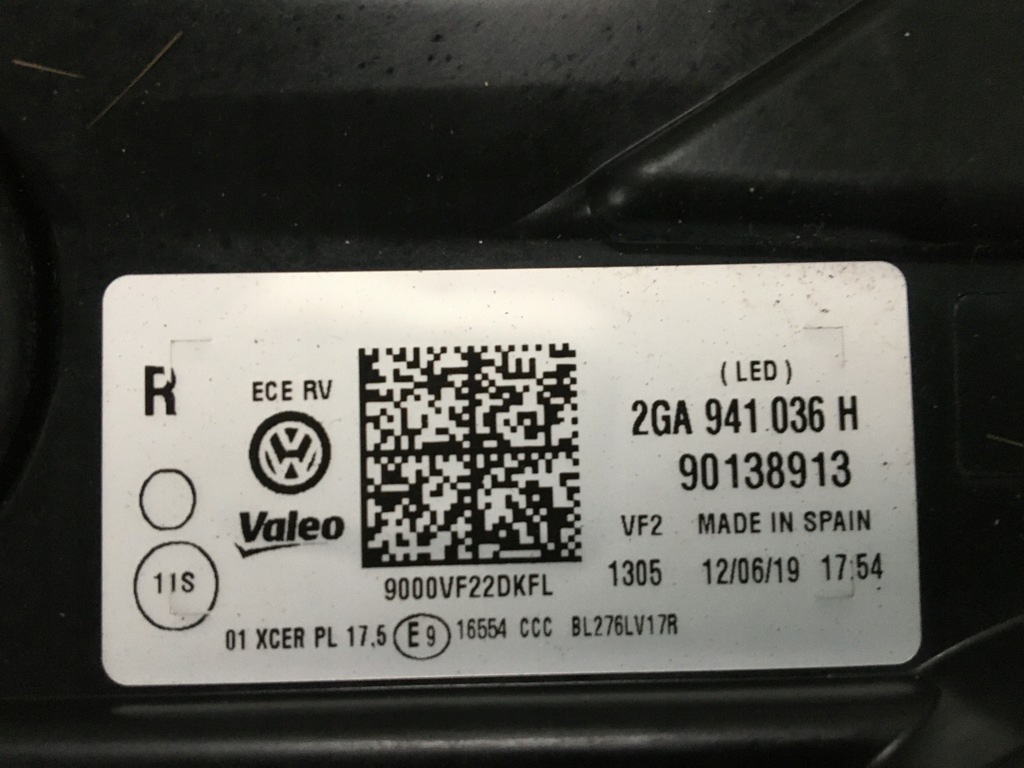 R
ECE RV
Valeo
11S
9000VF22DKFL
(LED)
2GA 941 036 H
90138913
VF2 MADE IN SPAIN
1305 12/06/19 17:54
01 XCER PL 17,5 E9 16554 CCC BL276LV17R